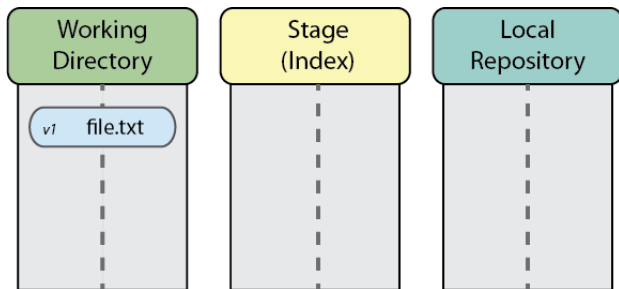 Working
Directory
Stage
(Index)
Local
Repository
v1 file.txt